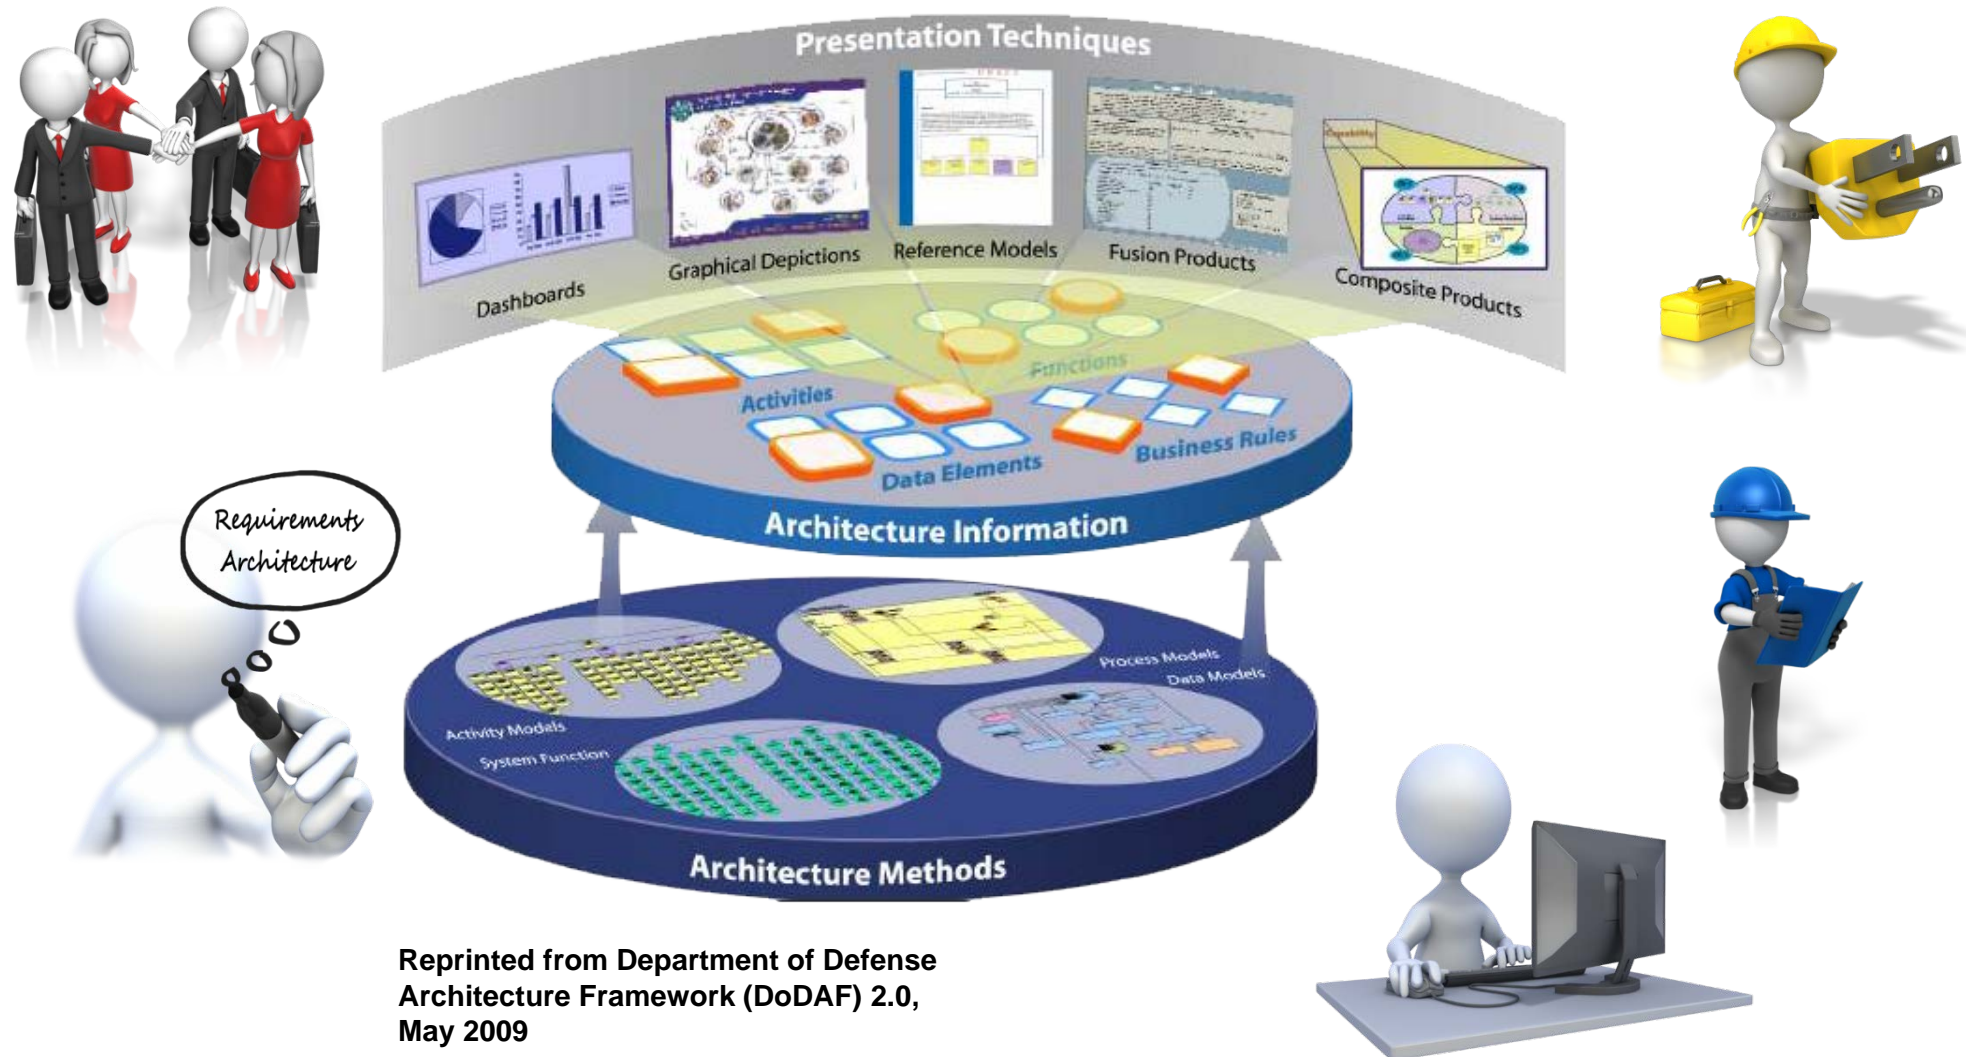 Presentation Techniques
Capability
Dashboards
Graphical Depictions
Reference Models
Fusion Products
Composite Products
Functions
Activities
Business Rules
Data Elements
Architecture Information
Requirements
Architecture
Process Models
Data Models
Activity Models
System Function
Architecture Methods
Reprinted from Department of Defense
Architecture Framework (DoDAF) 2.0,
May 2009